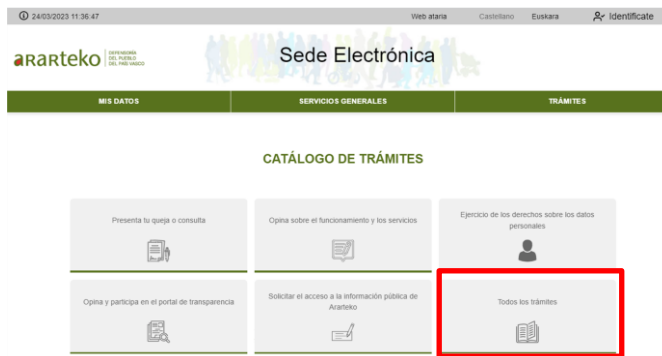 24/03/2023 11:36:47
Web ataria
Castellano
Euskara
Identificate
aRaRteko
DEFENSORÍA
DEL PUEBLO
DEL PAÍS VASCO
Sede Electrónica
MIS DATOS
SERVICIOS GENERALES
TRÁMITES
CATÁLOGO DE TRÁMITES
Presenta tu queja o consulta
Opina sobre el funcionamiento y los servicios
Ejercicio de los derechos sobre los datos
personales
Opina y participa en el portal de transparencia
Solicitar el acceso a la información pública de
Ararteko
Todos los trámites